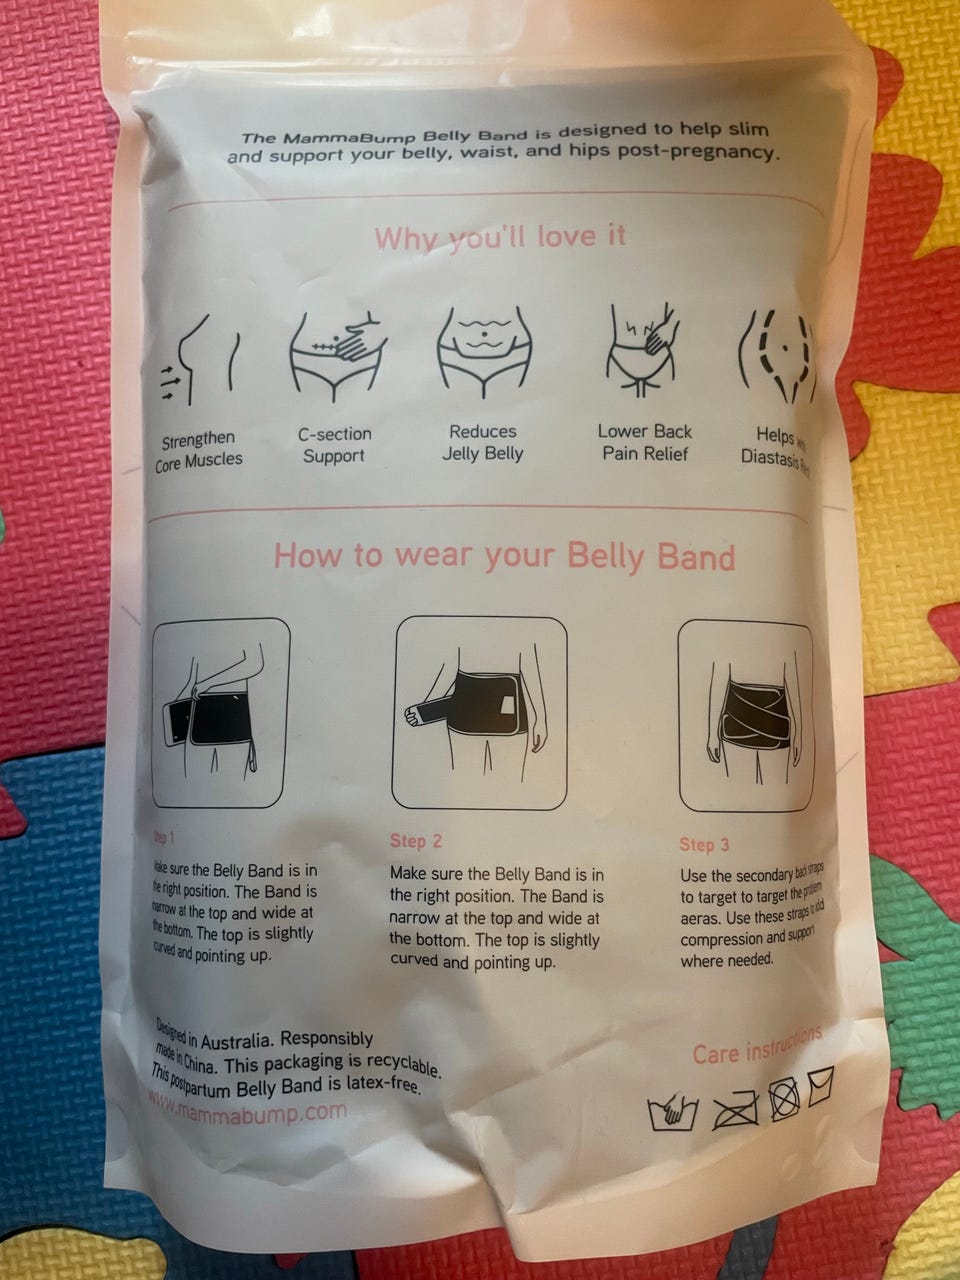 The MammaBump Belly Band is designed to help slim
and support your belly, waist, and hips post-pregnancy.
Why you'll love it
Strengthen
Core Muscles
C-section
Support
Reduces
Jelly Belly
Lower Back
Pain Relief
Helps
Diastasis
How to wear your Belly Band
Step 1
Make sure the Belly Band is in
the right position. The Band is
narrow at the top and wide at
the bottom. The top is slightly
curved and pointing up.
Step 2
Make sure the Belly Band is in
the right position. The Band is
narrow at the top and wide at
the bottom. The top is slightly
curved and pointing up.
Step 3
Use the secondary back straps
to target to target the problem
aeras. Use these straps to add
compression and support
where needed.
Designed in Australia. Responsibly
made in China. This packaging is recyclable.
This postpartum Belly Band is latex-free.
www.mammabump.com
Care instructions